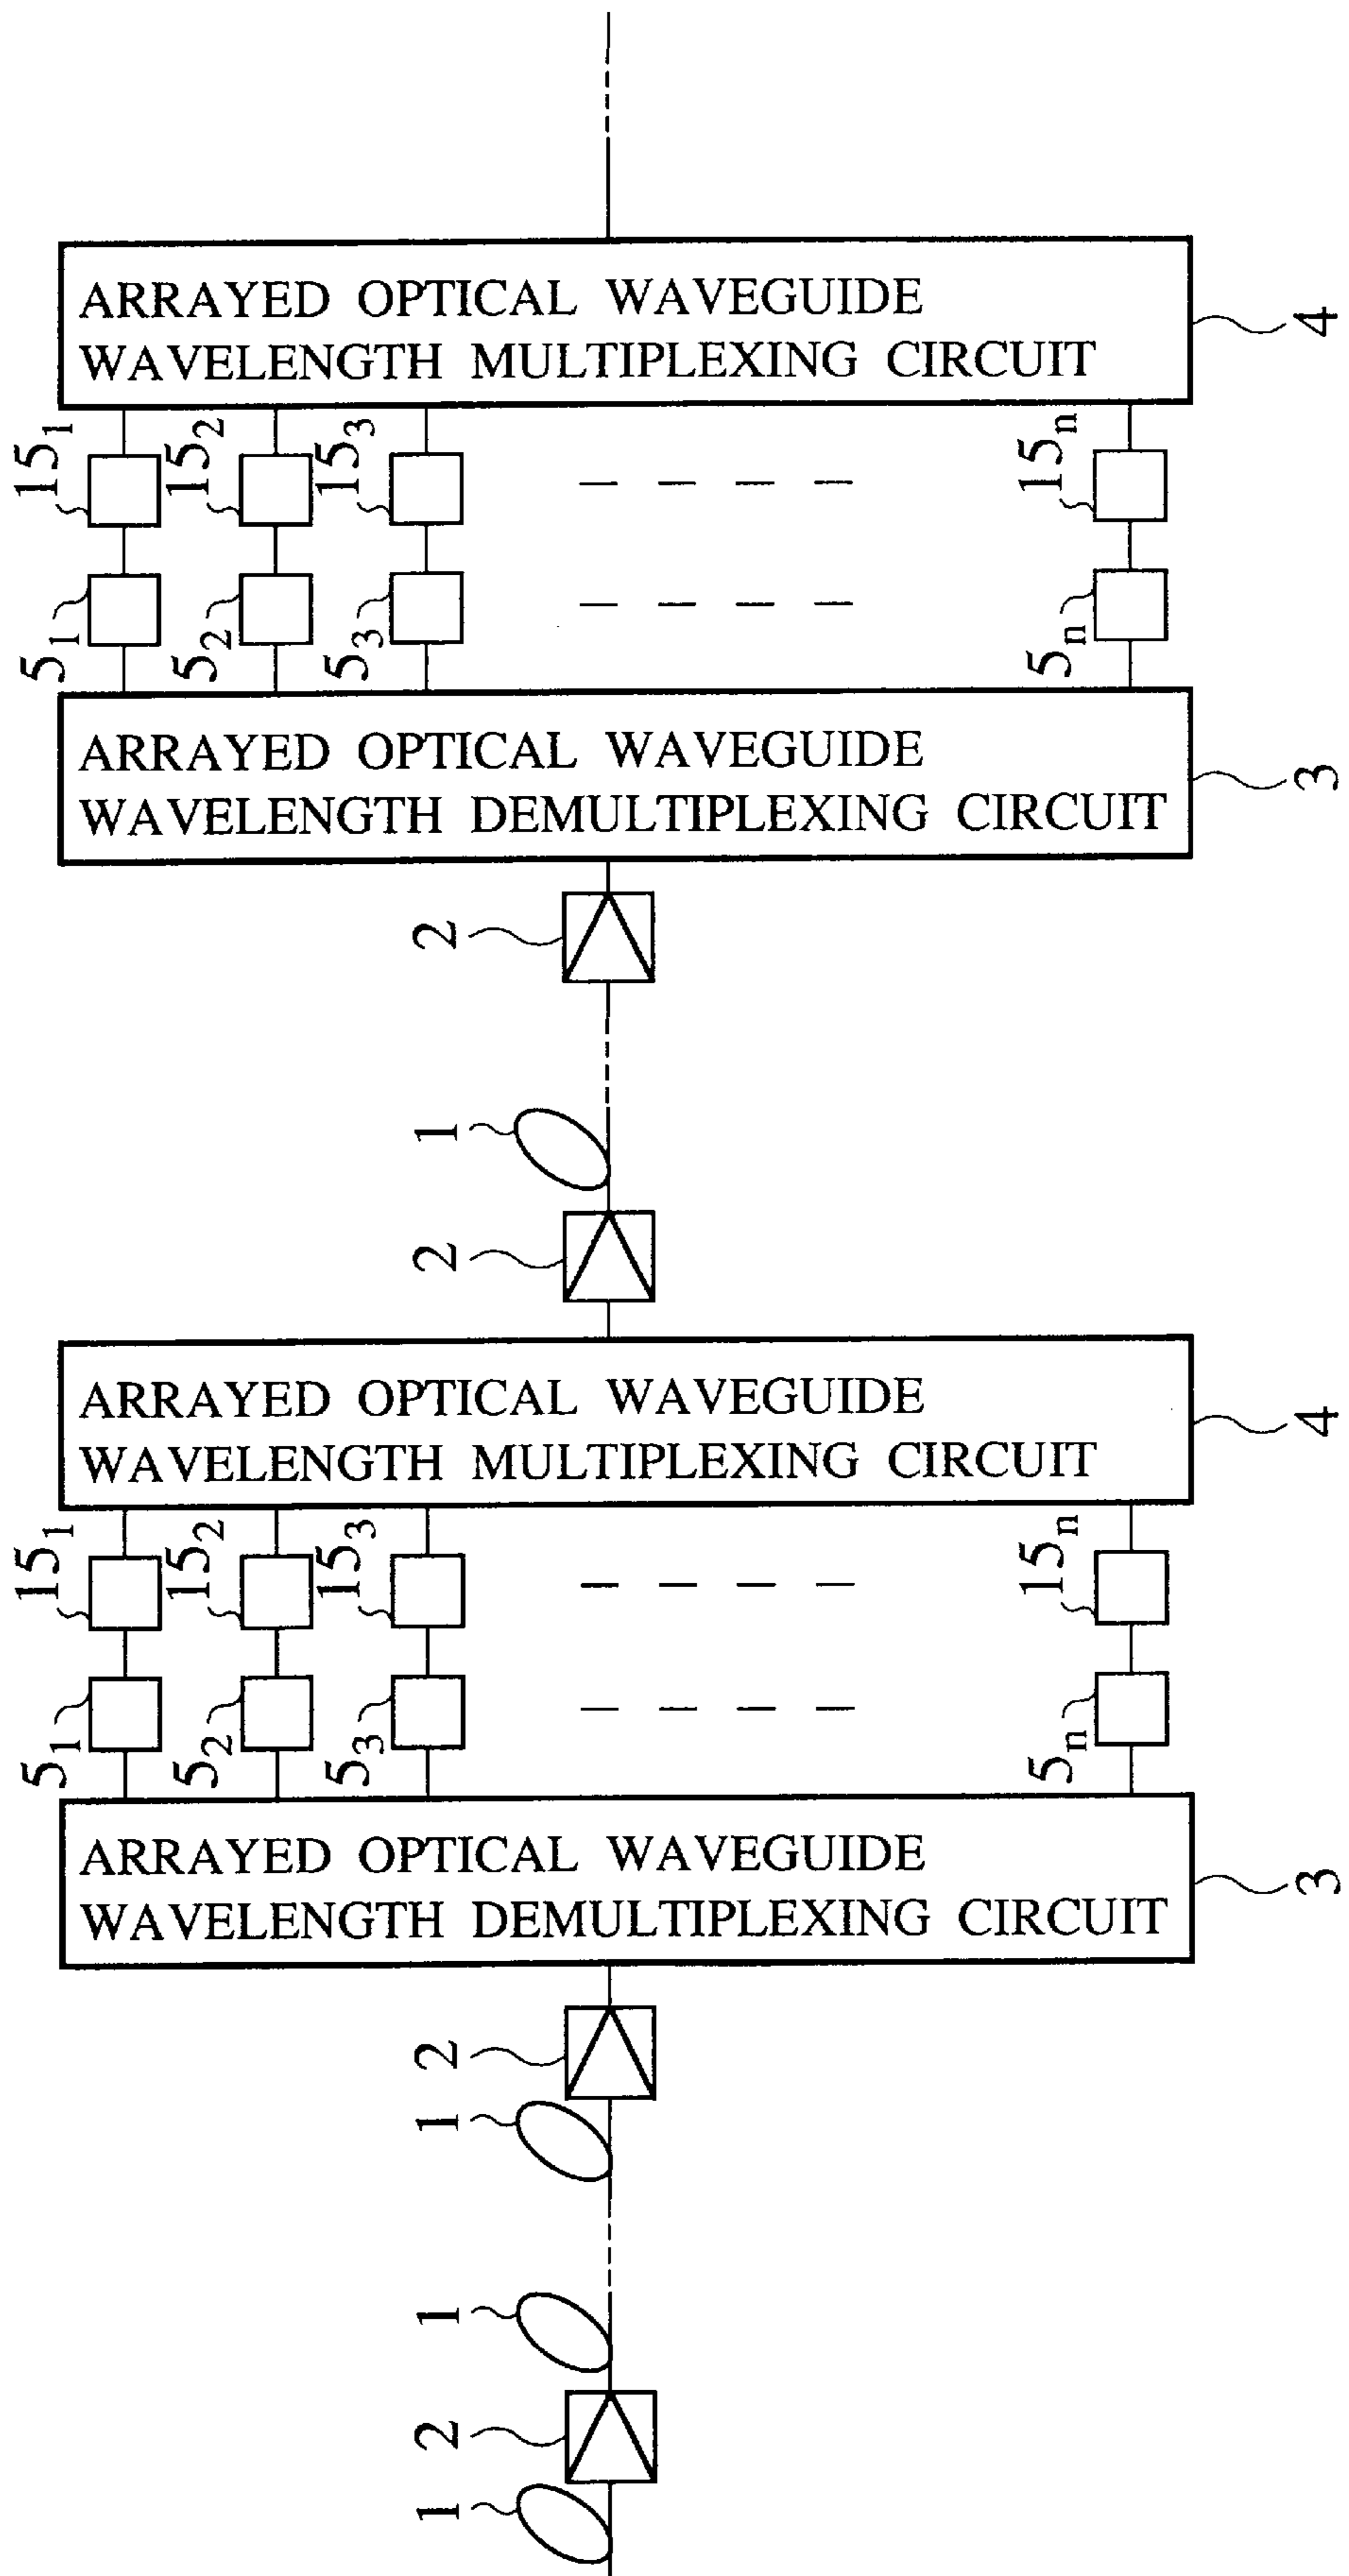 15₁
15₂
15₃
15ₙ
5₁
5₂
5₃
5ₙ
ARRAYED OPTICAL WAVEGUIDE
WAVELENGTH MULTIPLEXING CIRCUIT
4
ARRAYED OPTICAL WAVEGUIDE
WAVELENGTH DEMULTIPLEXING CIRCUIT
3
2
1
2
ARRAYED OPTICAL WAVEGUIDE
WAVELENGTH MULTIPLEXING CIRCUIT
4
15₁
15₂
15₃
15ₙ
5₁
5₂
5₃
5ₙ
ARRAYED OPTICAL WAVEGUIDE
WAVELENGTH DEMULTIPLEXING CIRCUIT
3
2
1
1
2
1